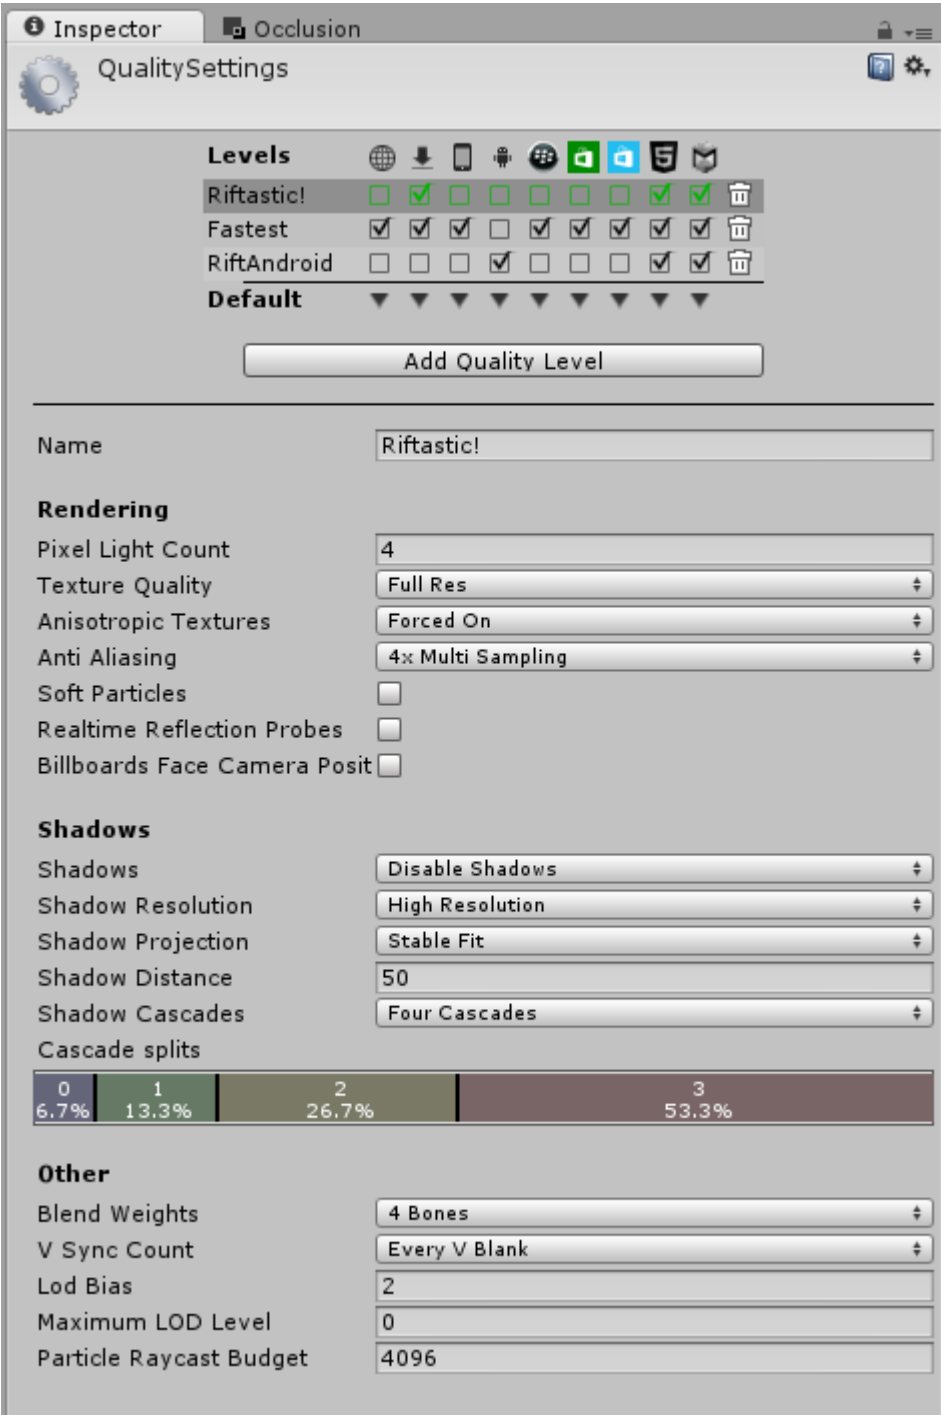 Inspector Occlusion
QualitySettings
Levels
Riftastic!
Fastest
RiftAndroid
Default
Add Quality Level
Name Riftastic!
Rendering
Pixel Light Count 4
Texture Quality Full Res
Anisotropic Textures Forced On
Anti Aliasing 4x Multi Sampling
Soft Particles
Realtime Reflection Probes
Billboards Face Camera Posit
Shadows
Shadows Disable Shadows
Shadow Resolution High Resolution
Shadow Projection Stable Fit
Shadow Distance 50
Shadow Cascades Four Cascades
Cascade splits
0 1 2 3
6.7% 13.3% 26.7% 53.3%
Other
Blend Weights 4 Bones
V Sync Count Every V Blank
Lod Bias 2
Maximum LOD Level 0
Particle Raycast Budget 4096